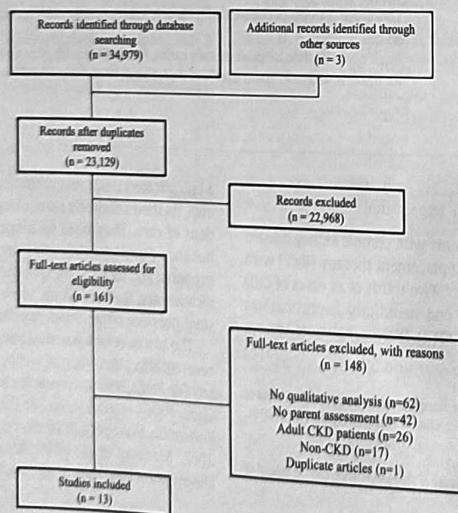 Records identified through database
searching
(n = 34,979)
Additional records identified through
other sources
(n = 3)
Records after duplicates
removed
(n = 23,129)
Records excluded
(n = 22,968)
Full-text articles assessed for
eligibility
(n = 161)
Full-text articles excluded, with reasons
(n = 148)
No qualitative analysis (n=62)
No parent assessment (n=42)
Adult CKD patients (n=26)
Non-CKD (n=17)
Duplicate articles (n=1)
Studies included
(n = 13)